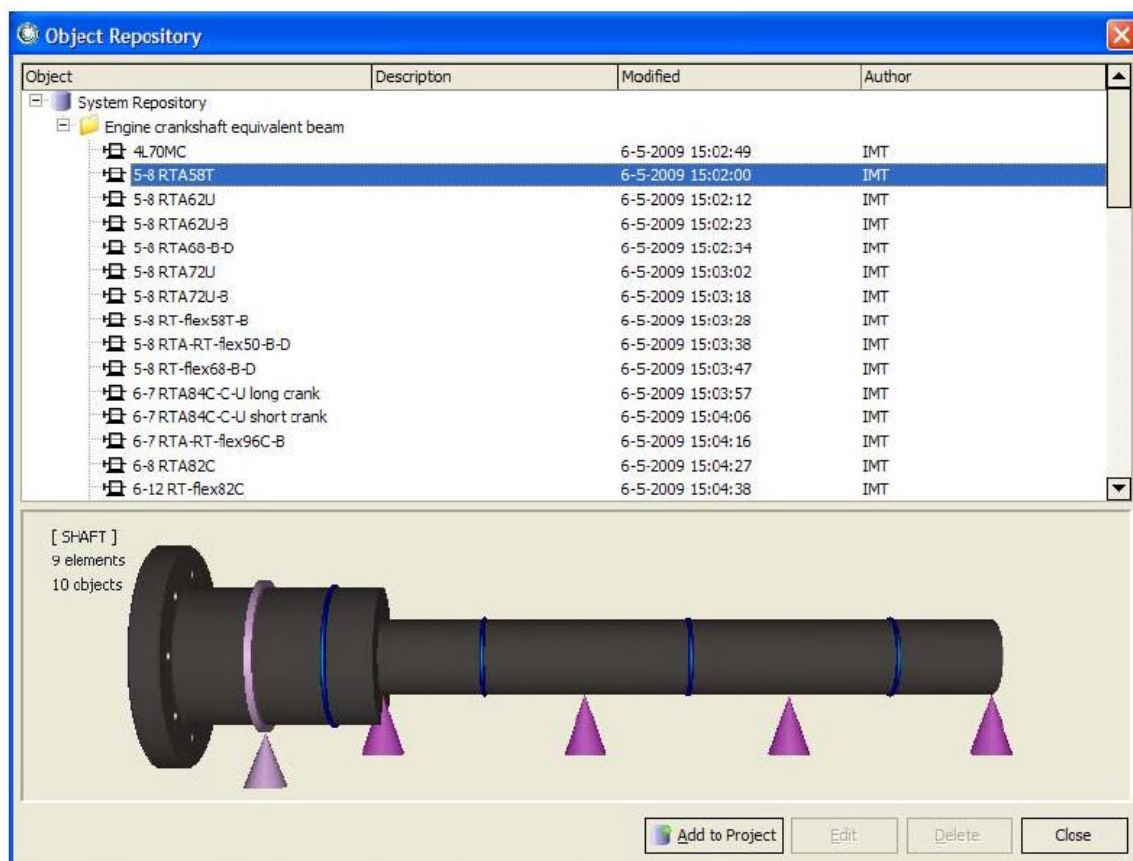 Object Repository
Object Description Modified Author
System Repository
Engine crankshaft equivalent beam
4L70MC 6-5-2009 15:02:49 IMT
5-8 RTA58T 6-5-2009 15:02:00 IMT
5-8 RTA62U 6-5-2009 15:02:12 IMT
5-8 RTA62U-B 6-5-2009 15:02:23 IMT
5-8 RTA68-B-D 6-5-2009 15:02:34 IMT
5-8 RTA72U 6-5-2009 15:03:02 IMT
5-8 RTA72U-B 6-5-2009 15:03:18 IMT
5-8 RT-flex58T-B 6-5-2009 15:03:28 IMT
5-8 RTA-RT-flex50-B-D 6-5-2009 15:03:38 IMT
5-8 RT-flex68-B-D 6-5-2009 15:03:47 IMT
6-7 RTA84C-C-U long crank 6-5-2009 15:03:57 IMT
6-7 RTA84C-C-U short crank 6-5-2009 15:04:06 IMT
6-7 RTA-RT-flex96C-B 6-5-2009 15:04:16 IMT
6-8 RTA82C 6-5-2009 15:04:27 IMT
6-12 RT-flex82C 6-5-2009 15:04:38 IMT
[ SHAFT ]
9 elements
10 objects
Add to Project Edit Delete Close